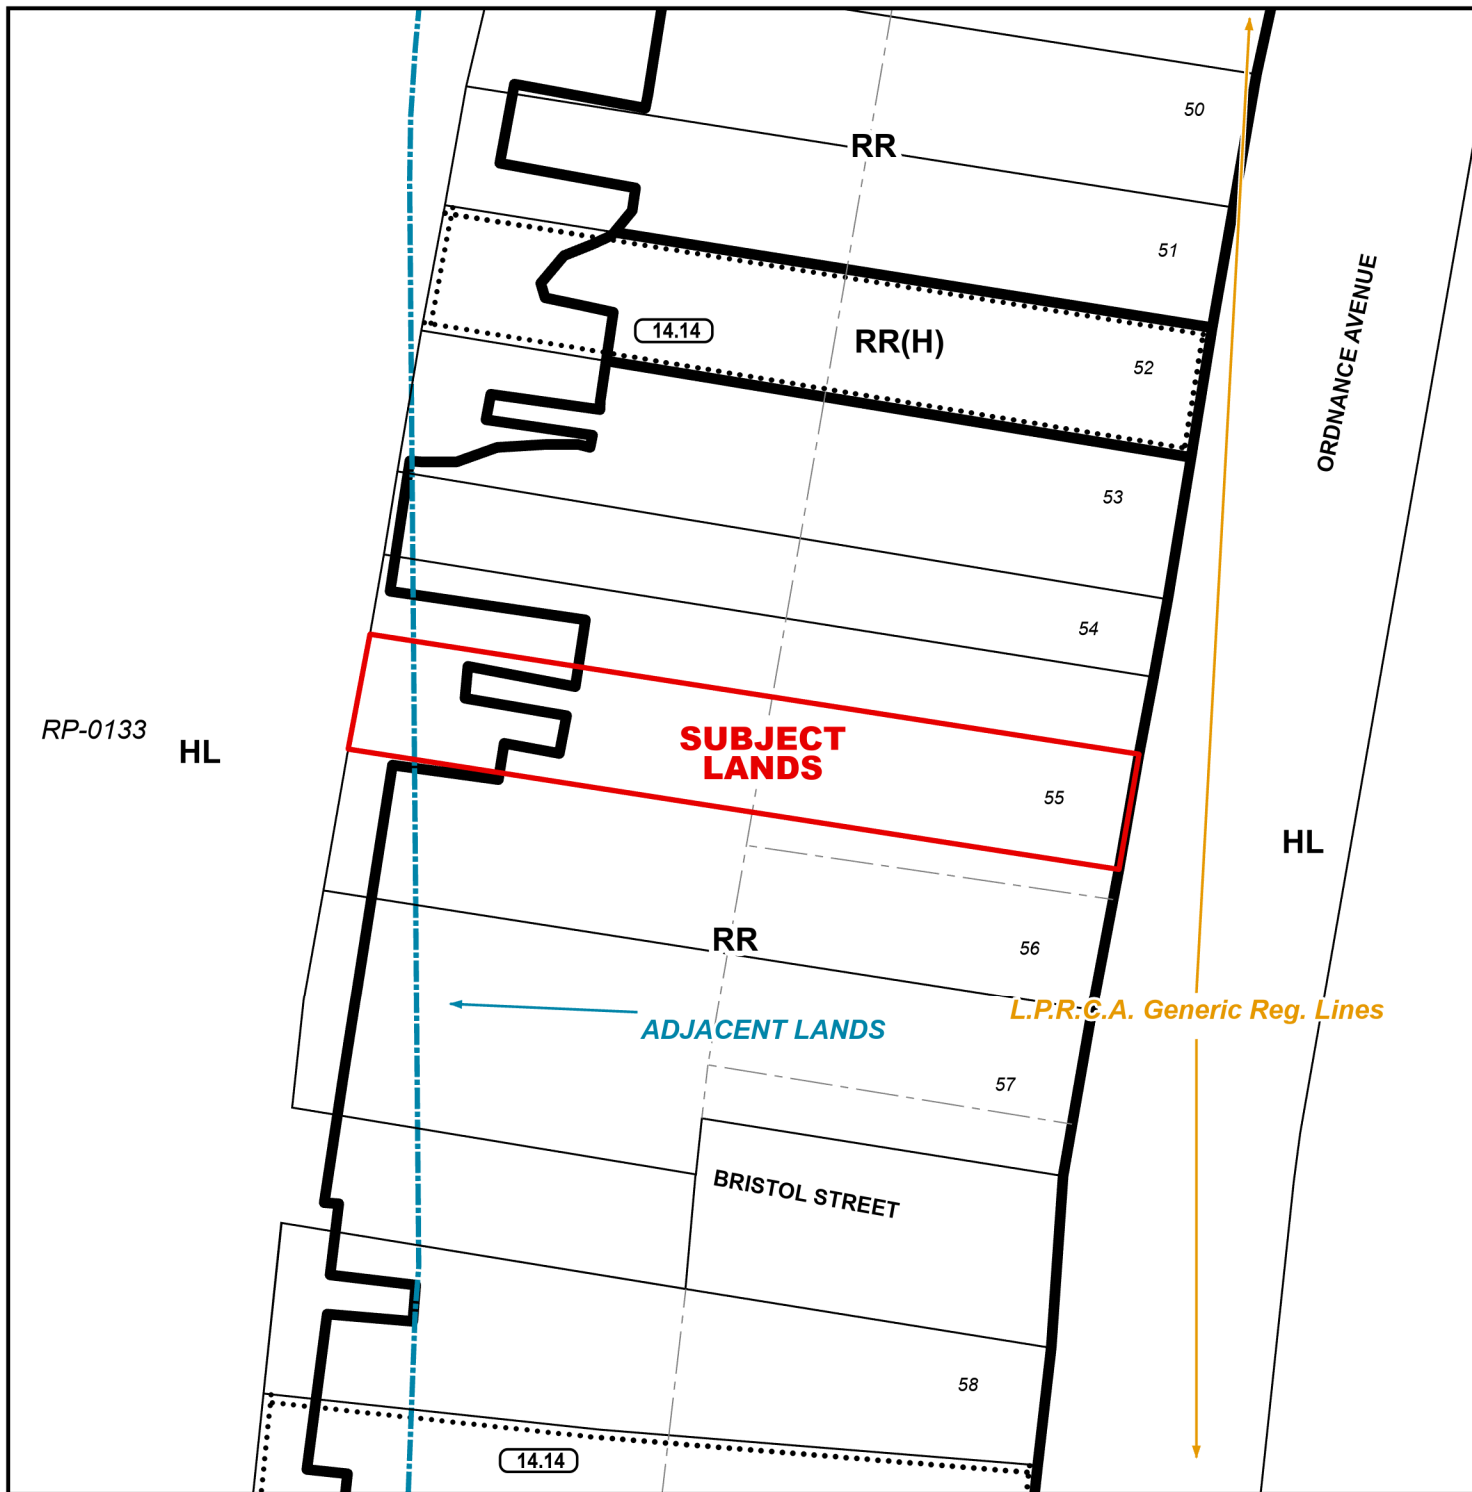 50
RR
51
ORDNANCE AVENUE
14.14
RR(H)
52
53
54
RP-0133
HL
SUBJECT
LANDS
55
HL
RR
56
L.P.R.C.A. Generic Reg. Lines
ADJACENT LANDS
57
BRISTOL STREET
58
14.14